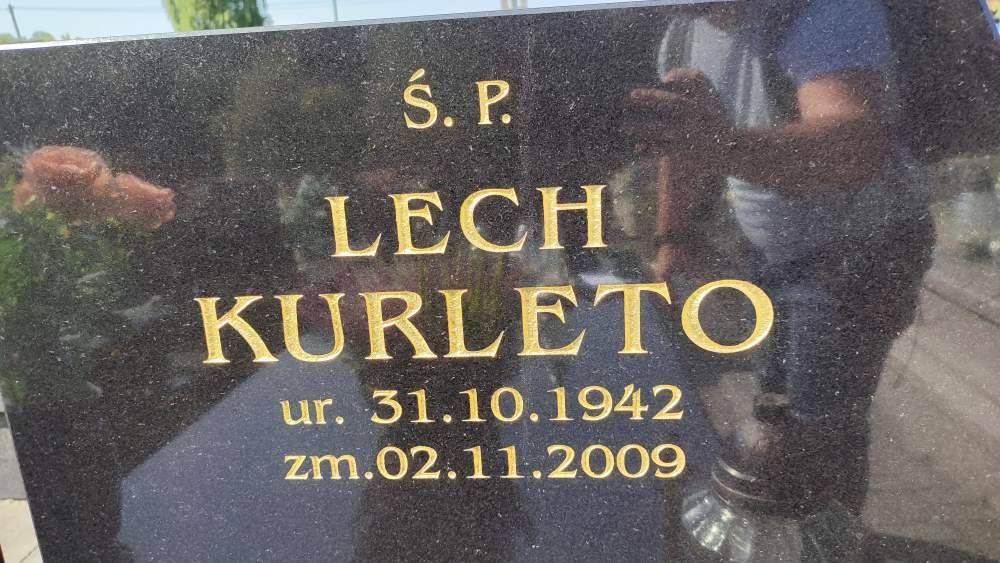 Ś. P.
LECH
KURLETO
ur. 31.10.1942
zm.02.11.2009